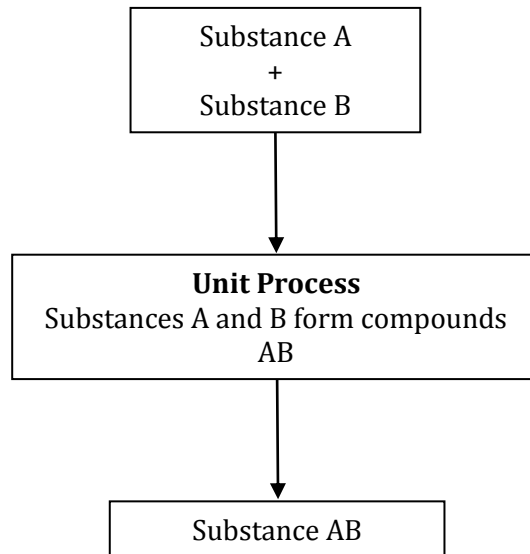 Substance A
+
Substance B
Unit Process
Substances A and B form compounds
AB
Substance AB